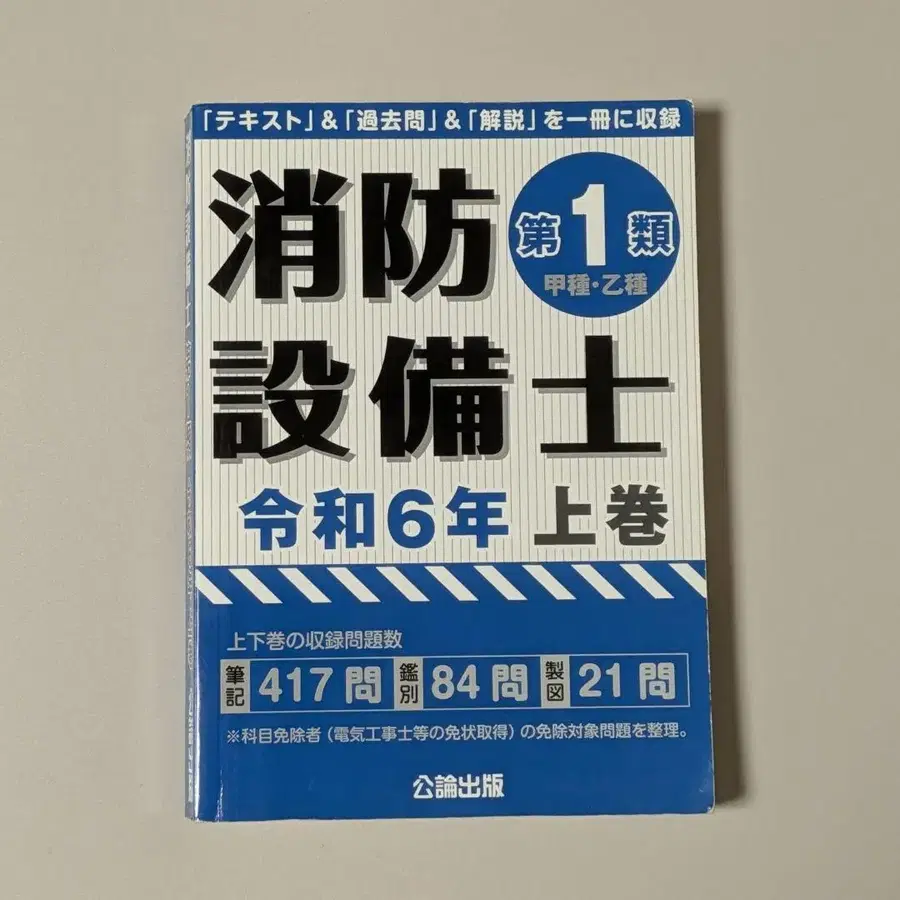 「テキスト」&「過去問」&「解説」を一冊に収録
消防
第1類
甲種・乙種
設備士
令和6年 上巻
上下巻の収録問題数
筆記 417問 鑑別 84問 製図 21問
※科目免除者（電気工事士等の免状取得）の免除対象問題を整理。
公論出版